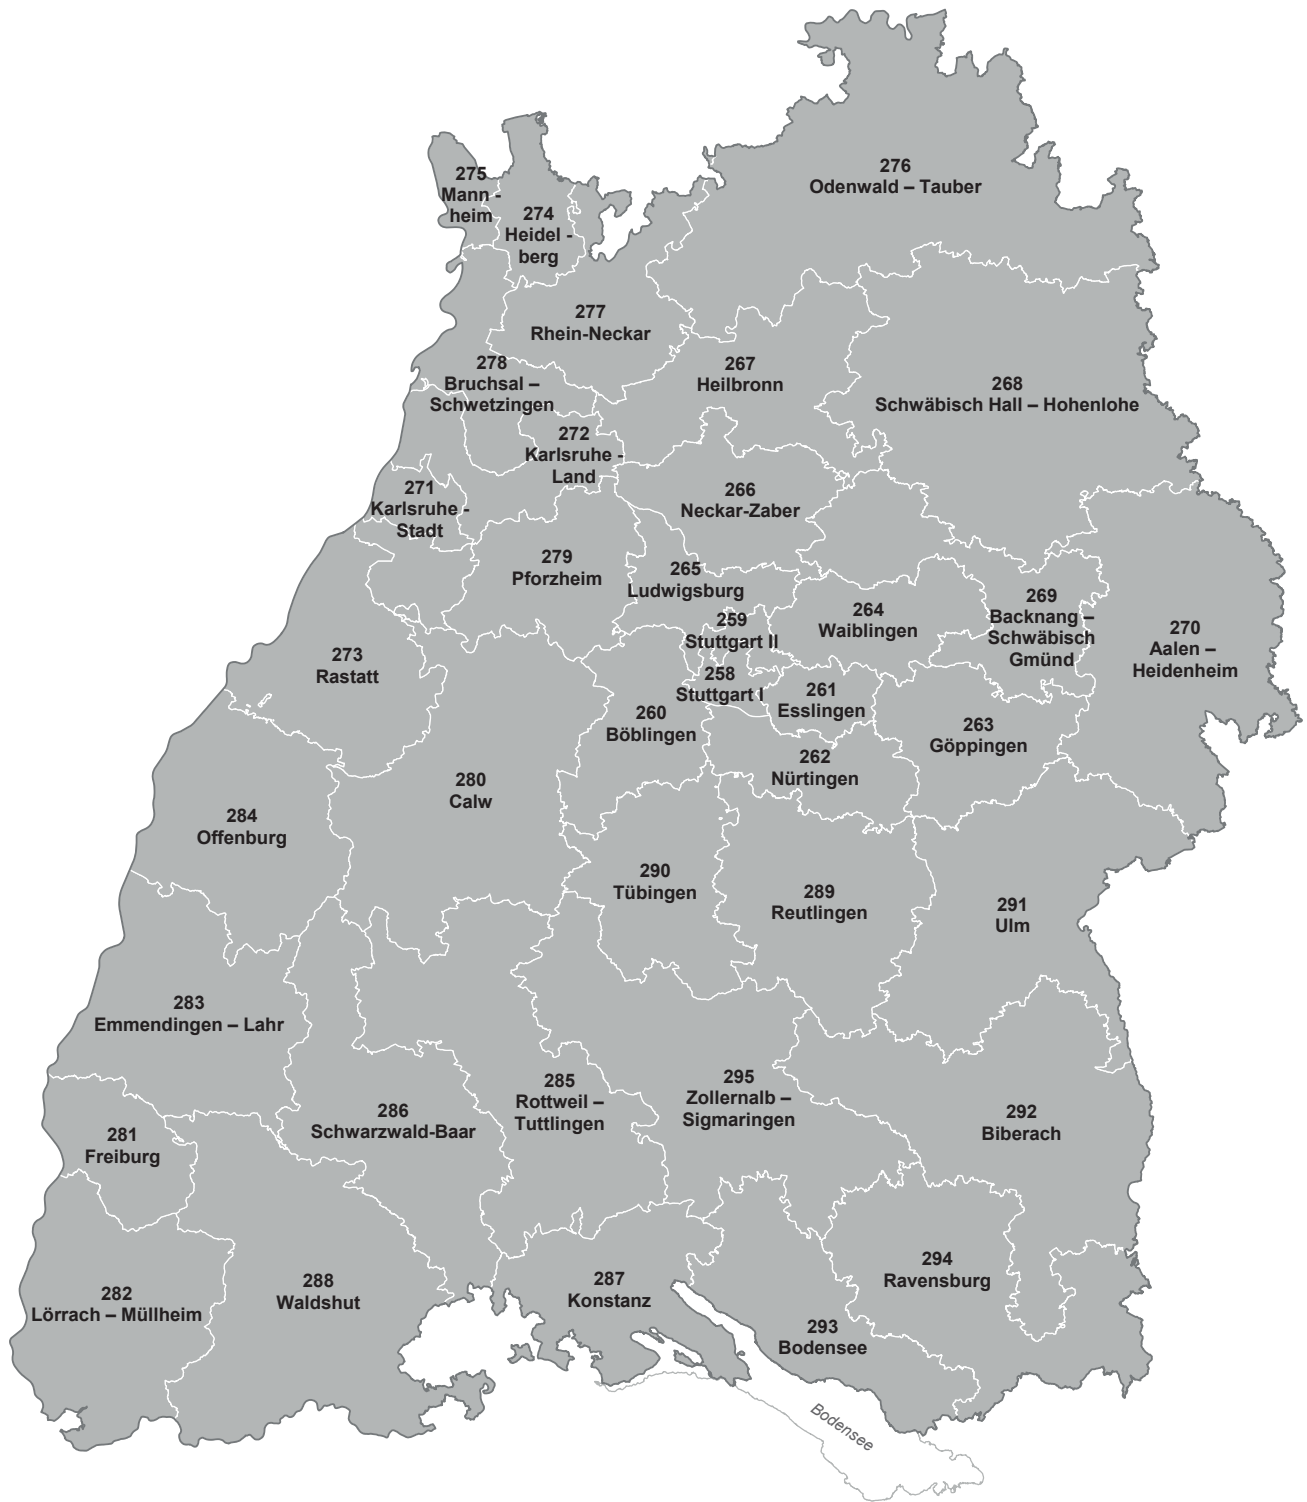 276
Odenwald – Tauber
275
Mann -
heim
274
Heidel -
berg
277
Rhein-Neckar
278
Bruchsal –
Schwetzingen
267
Heilbronn
268
Schwäbisch Hall – Hohenlohe
272
Karlsruhe -
Land
271
Karlsruhe -
Stadt
266
Neckar-Zaber
279
Pforzheim
265
Ludwigsburg
264
Waiblingen
269
Backnang –
Schwäbisch
Gmünd
270
Aalen –
Heidenheim
259
Stuttgart II
258
Stuttgart I
273
Rastatt
261
Esslingen
260
Böblingen
263
Göppingen
262
Nürtingen
280
Calw
284
Offenburg
290
Tübingen
289
Reutlingen
291
Ulm
283
Emmendingen – Lahr
285
Rottweil –
Tuttlingen
295
Zollernalb –
Sigmaringen
286
Schwarzwald-Baar
292
Biberach
281
Freiburg
294
Ravensburg
282
Lörrach – Müllheim
288
Waldshut
287
Konstanz
293
Bodensee
Bodensee